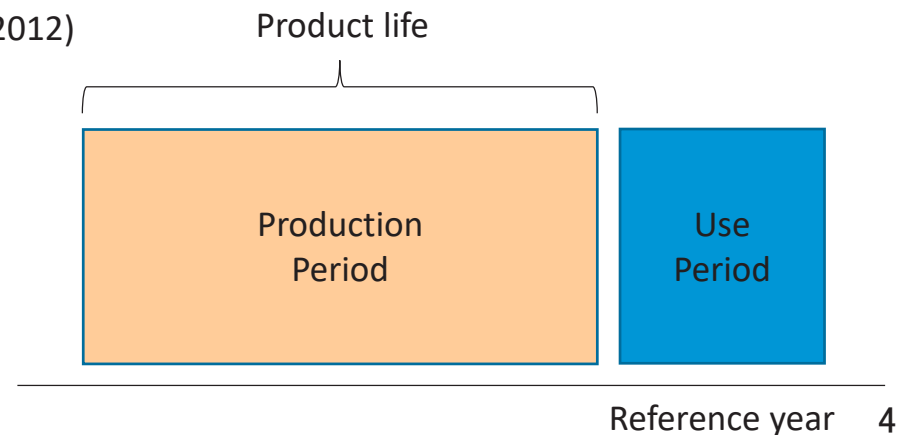 2012)
Product life
Production
Period
Use
Period
Reference year
4